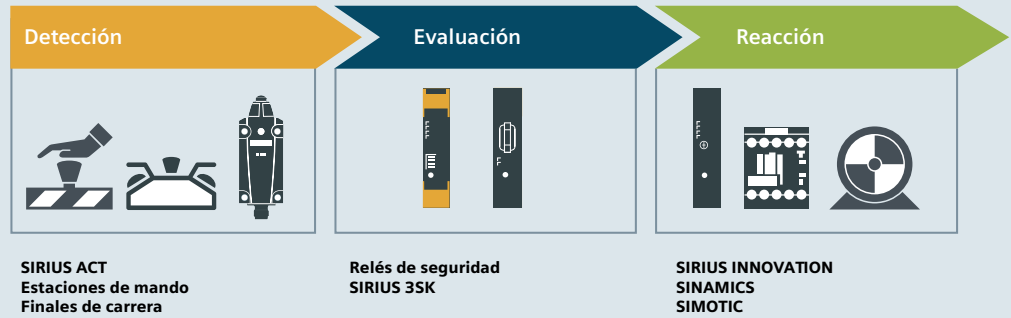 Detección
Evaluación
Reacción
SIRIUS ACT
Estaciones de mando
Finales de carrera
Relés de seguridad
SIRIUS 3SK
SIRIUS INNOVATION
SINAMICS
SIMOTIC